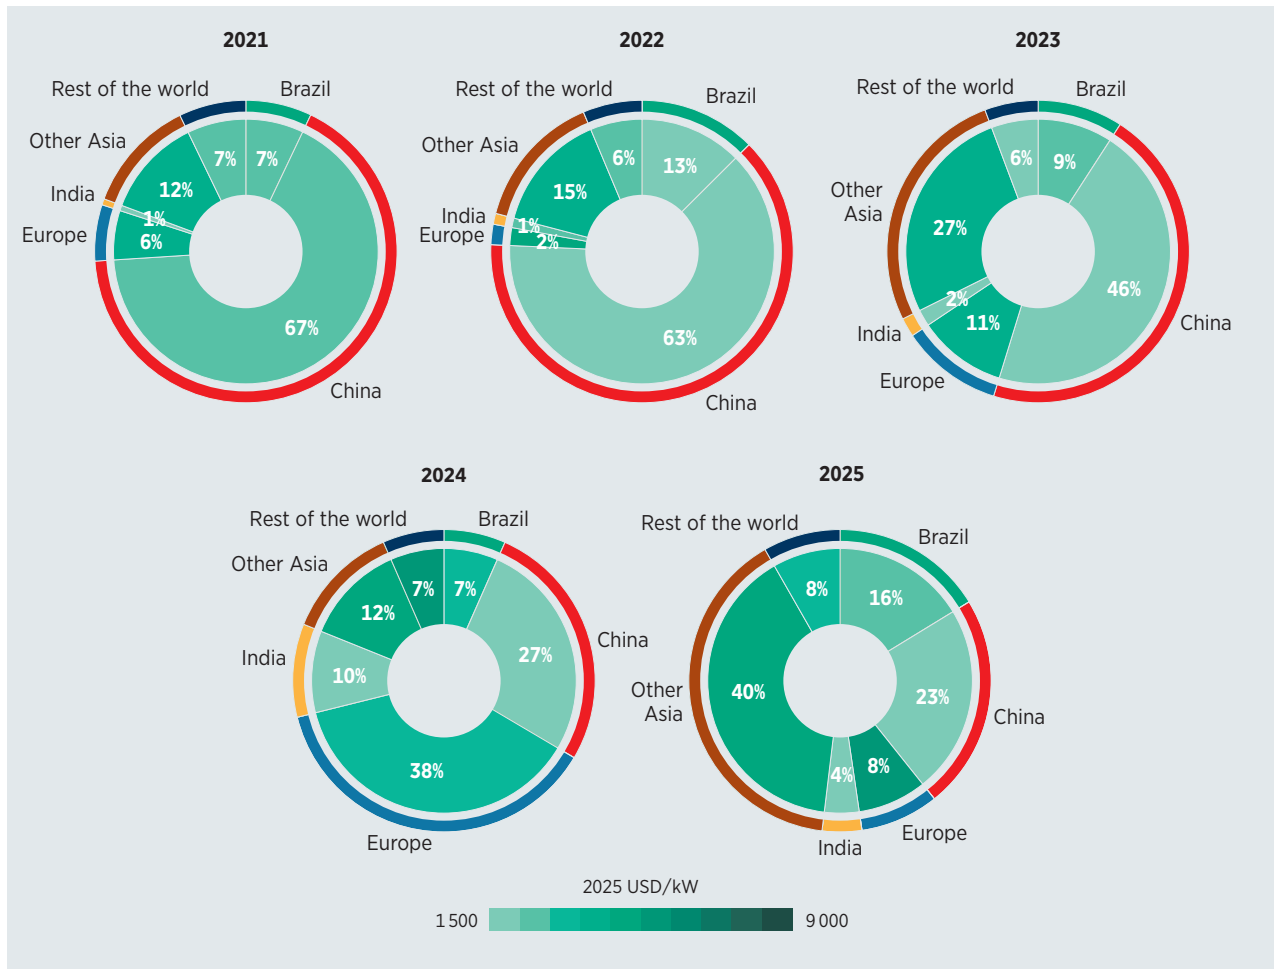 2021
2022
2023
Rest of the world
Brazil
Other Asia
India
Europe
China
7%
7%
12%
1%
6%
67%
Rest of the world
Brazil
Other Asia
India
Europe
China
6%
13%
15%
1%
2%
63%
Rest of the world
Brazil
Other
Asia
India
Europe
China
6%
9%
27%
2%
11%
46%
2024
2025
Rest of the world
Brazil
Other Asia
India
China
Europe
7%
7%
12%
27%
10%
38%
Rest of the world
Brazil
Other
Asia
China
Europe
India
8%
16%
40%
23%
4%
8%
2025 USD/kW
1 500
9 000